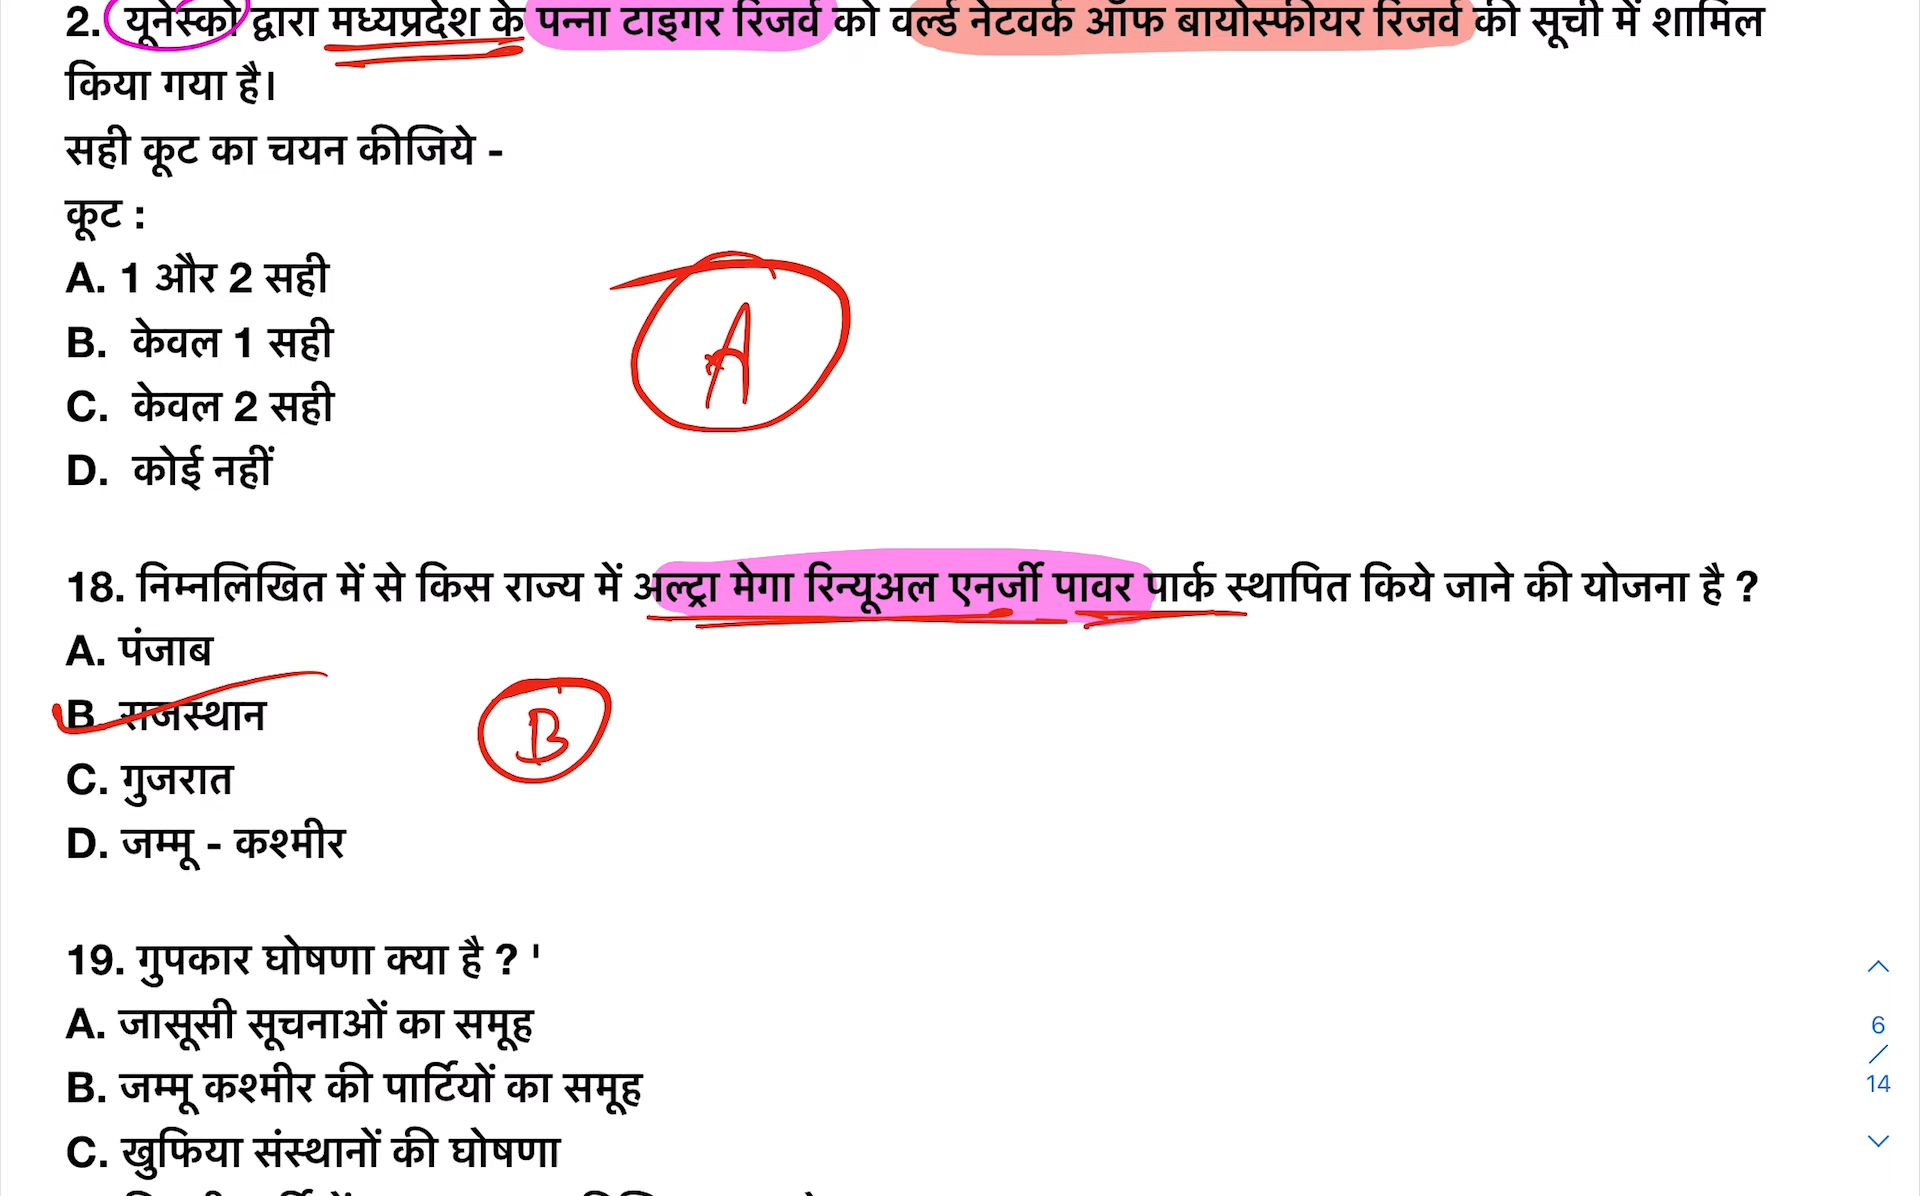 2. यूनेस्को द्वारा मध्यप्रदेश के पन्ना टाइगर रिजर्व को वर्ल्ड नेटवर्क ऑफ बायोस्फीयर रिजर्व की सूची में शामिल
किया गया है।
सही कूट का चयन कीजिये -
कूट :
A. 1 और 2 सही
B. केवल 1 सही
C. केवल 2 सही
D. कोई नहीं
A
18. निम्नलिखित में से किस राज्य में अल्ट्रा मेगा रिन्यूअल एनर्जी पावर पार्क स्थापित किये जाने की योजना है ?
A. पंजाब
B. राजस्थान
B
C. गुजरात
D. जम्मू - कश्मीर
19. गुपकार घोषणा क्या है ? '
A. जासूसी सूचनाओं का समूह
B. जम्मू कश्मीर की पार्टियों का समूह
C. खुफिया संस्थानों की घोषणा
6
/
14